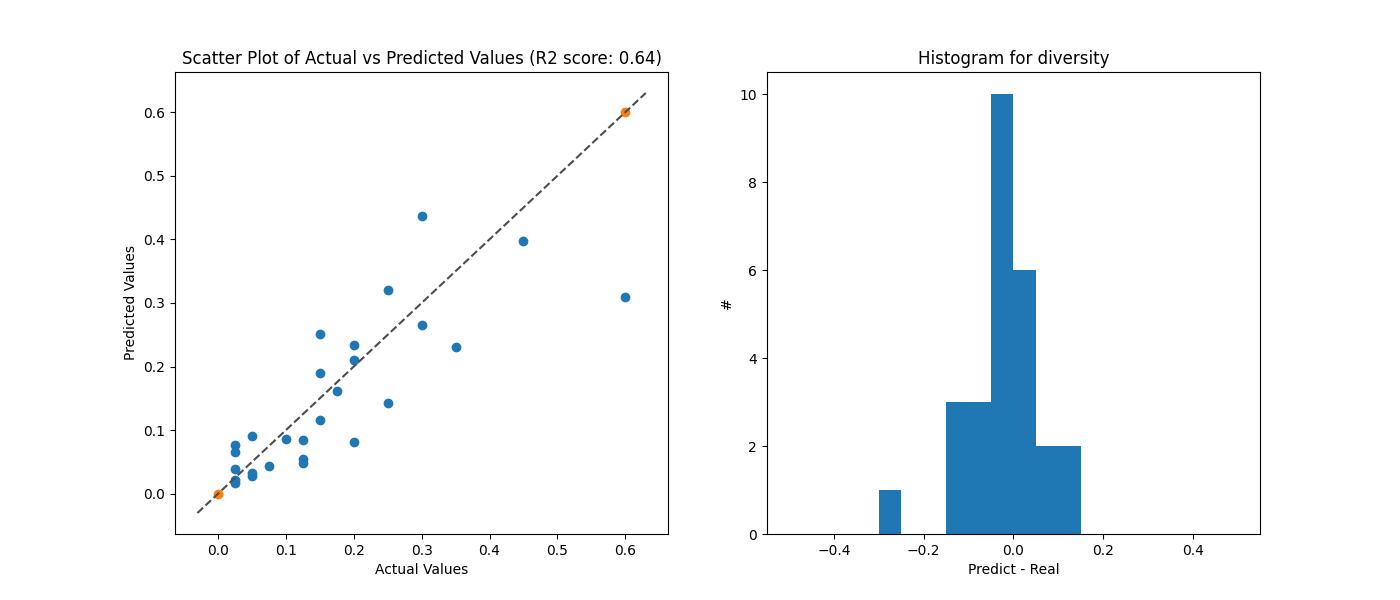 Scatter Plot of Actual vs Predicted Values (R2 score: 0.64)
0.6
0.5
0.4
0.3
0.2
0.1
0.0
Predicted Values
0.0 0.1 0.2 0.3 0.4 0.5 0.6
Actual Values
Histogram for diversity
10
8
6
4
2
0
#
−0.4 −0.2 0.0 0.2 0.4
Predict - Real